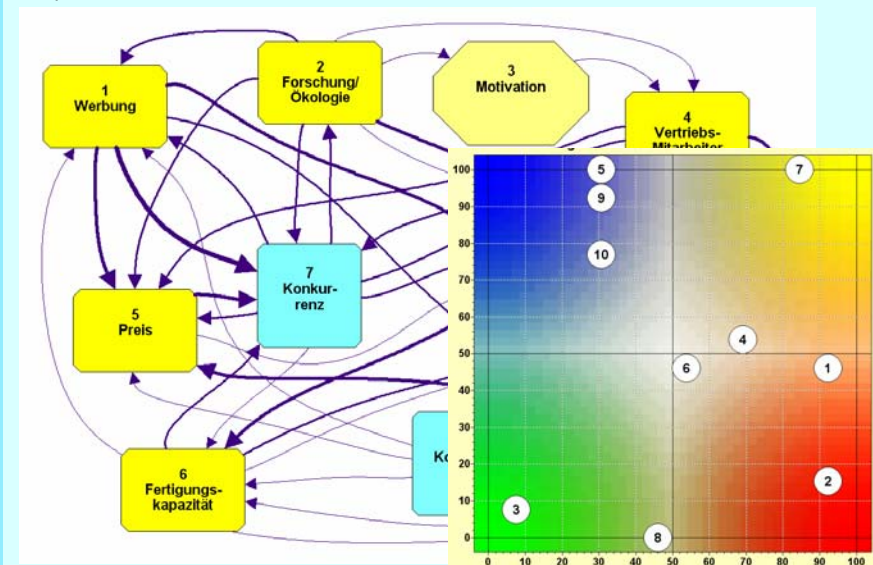 1
Werbung
2
Forschung/
Ökologie
3
Motivation
4
Vertriebs-
Mitarbeiter
7
Konkur-
renz
5
Preis
6
Fertigungs-
kapazität
100
90
80
70
60
50
40
30
20
10
0
5
7
9
10
4
6
1
2
3
8
0 10 20 30 40 50 60 70 80 90 100